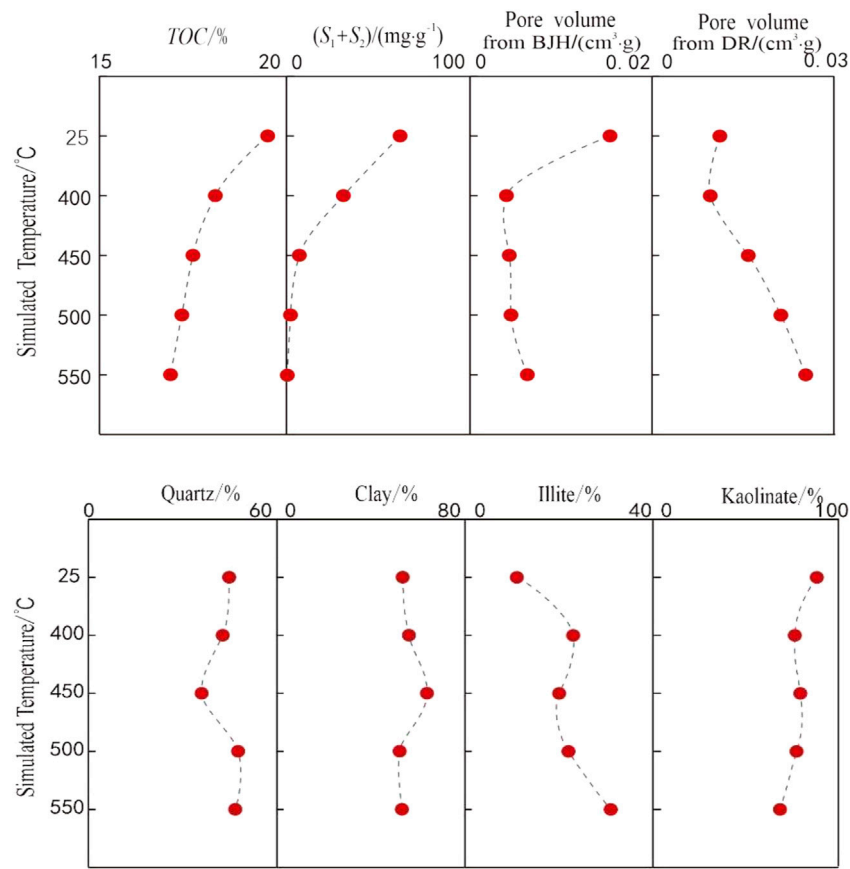 TOC/%
(S₁+S₂)/(mg·g⁻¹)
Pore volume
from BJH/(cm³·g)
Pore volume
from DR/(cm³·g)
15
20
0
100
0
0.02
0
0.03
Simulated Temperature/°C
25
400
450
500
550
Quartz/%
Clay/%
Illite/%
Kaolinate/%
0
60
0
80
0
40
0
100
Simulated Temperature/°C
25
400
450
500
550